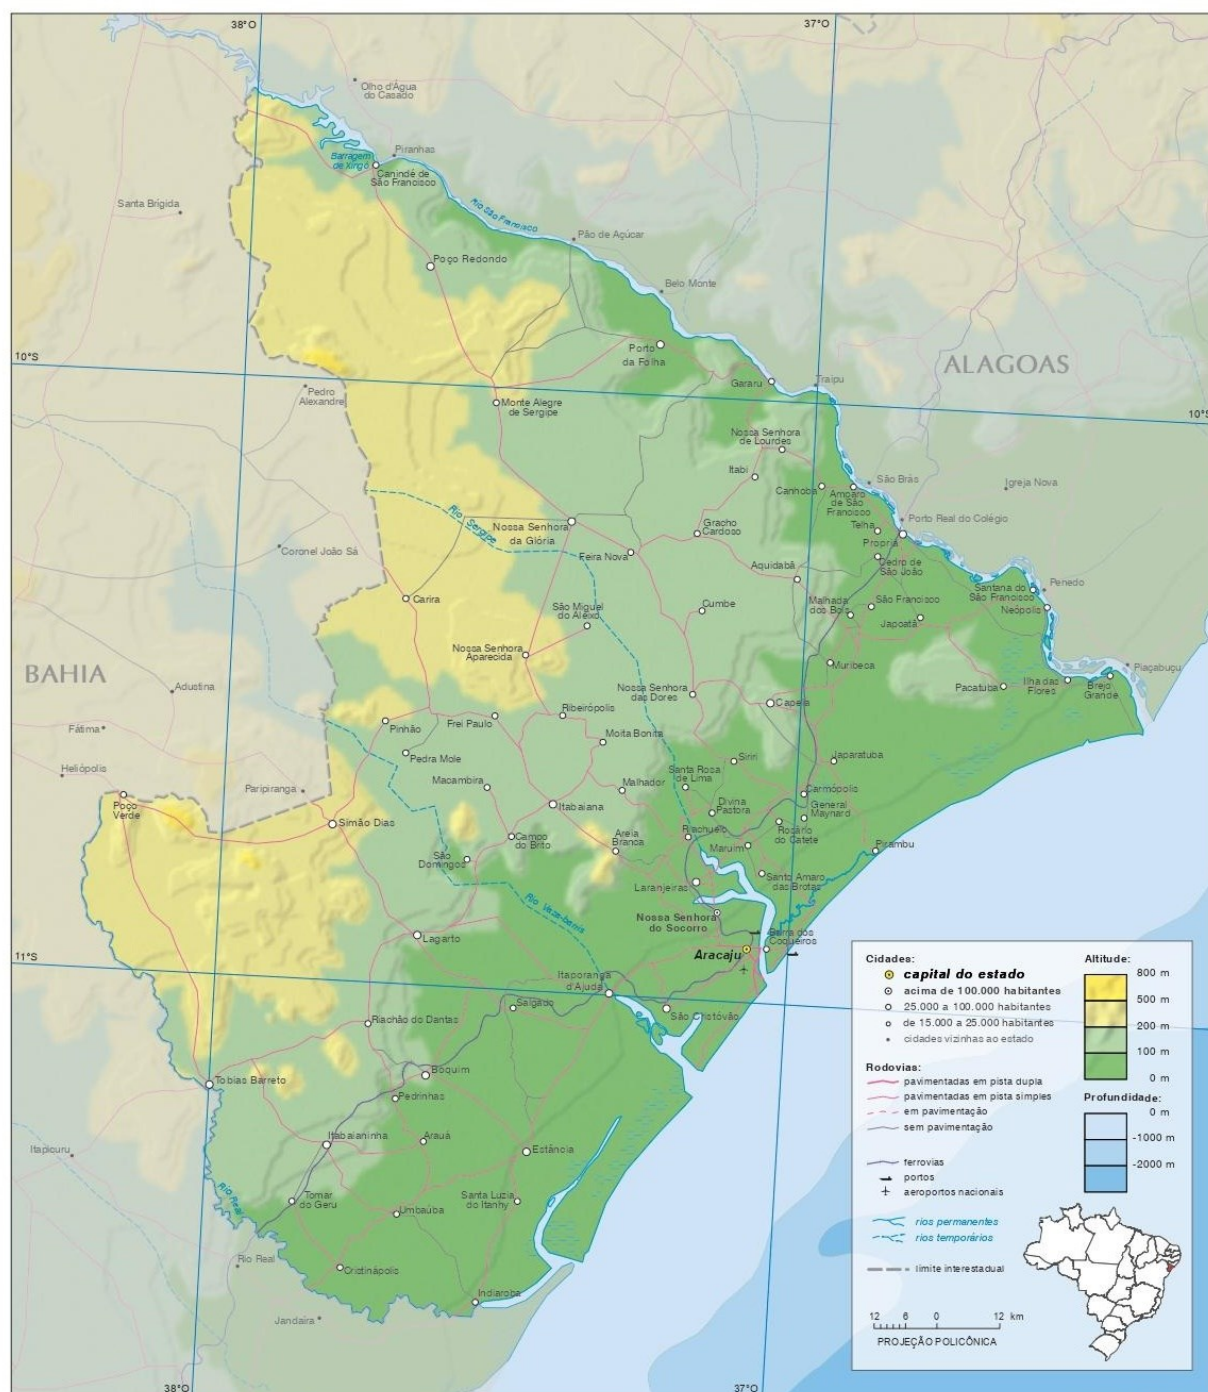 38°O
37°O
Olho d'Água
do Casado
Piranhas
Barragem
de Xingó
Canindé de
São Francisco
Santa Brígida
Rio São Francisco
Pão de Açúcar
Poço Redondo
Belo Monte
10°S
Porto
da Folha
ALAGOAS
Gararu
Traipu
Pedro
Alexandre
Monte Alegre
de Sergipe
10°S
Nossa Senhora
de Lourdes
Itabi
Canhoba
Amparo
de São
Francisco
São Brás
Igreja Nova
Rio Sergipe
Nossa Senhora
da Glória
Gracho
Cardoso
Telha
Porto Real do Colégio
Propriá
Coronel João Sá
Feira Nova
Aquidabã
Cedro de
São João
Santana do
São Francisco
Penedo
Carira
São Miguel
do Aleixo
Cumbe
Malhada
dos Bois
São Francisco
Neópolis
Japoatã
Nossa Senhora
Aparecida
Muribeca
BAHIA
Adustina
Nossa Senhora
das Dores
Capela
Pacatuba
Ilha das
Flores
Brejo
Grande
Piaçabuçu
Fátima
Pinhão
Frei Paulo
Ribeirópolis
Moita Bonita
Pedra Mole
Siriri
Japaratuba
Heliópolis
Macambira
Malhador
Santa Rosa
de Lima
Poço
Verde
Paripiranga
Itabaiana
Divina
Pastora
Carmópolis
General
Maynard
Simão Dias
Campo
do Brito
Areia
Branca
Riachuelo
Rosário
do Catete
Maruim
Pirambu
São
Domingos
Laranjeiras
Santo Amaro
das Brotas
Rio Vaza-barris
Nossa Senhora
do Socorro
Lagarto
Barra dos
Coqueiros
Aracaju
11°S
Itaporanga
d'Ajuda
Salgado
São Cristóvão
Riachão do Dantas
Tobias Barreto
Boquim
Pedrinhas
Itapicuru
Itabaianinha
Arauá
Estância
Rio Real
Tomar
do Geru
Umbaúba
Santa Luzia
do Itanhy
Rio Real
Cristinápolis
Indiaroba
Jandaíra
38°O
37°O
Cidades:
capital do estado
acima de 100.000 habitantes
25.000 a 100.000 habitantes
de 15.000 a 25.000 habitantes
cidades vizinhas ao estado
Rodovias:
pavimentadas em pista dupla
pavimentadas em pista simples
em pavimentação
sem pavimentação
ferrovias
portos
aeroportos nacionais
rios permanentes
rios temporários
limite interestadual
12 6 0 12 km
PROJEÇÃO POLICÔNICA
Altitude:
800 m
500 m
200 m
100 m
0 m
Profundidade:
0 m
-1000 m
-2000 m